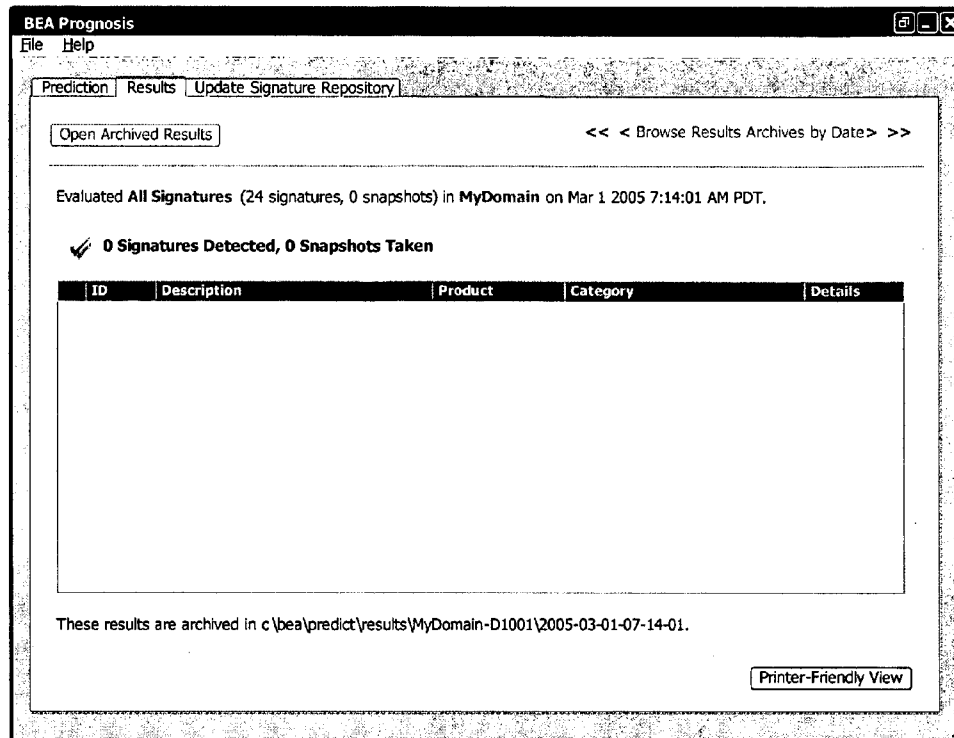 BEA Prognosis
File Help
Prediction Results Update Signature Repository
Open Archived Results << < Browse Results Archives by Date> >>
Evaluated All Signatures (24 signatures, 0 snapshots) in MyDomain on Mar 1 2005 7:14:01 AM PDT.
0 Signatures Detected, 0 Snapshots Taken
ID Description Product Category Details
These results are archived in c\bea\predict\results\MyDomain-D1001\2005-03-01-07-14-01.
Printer-Friendly View